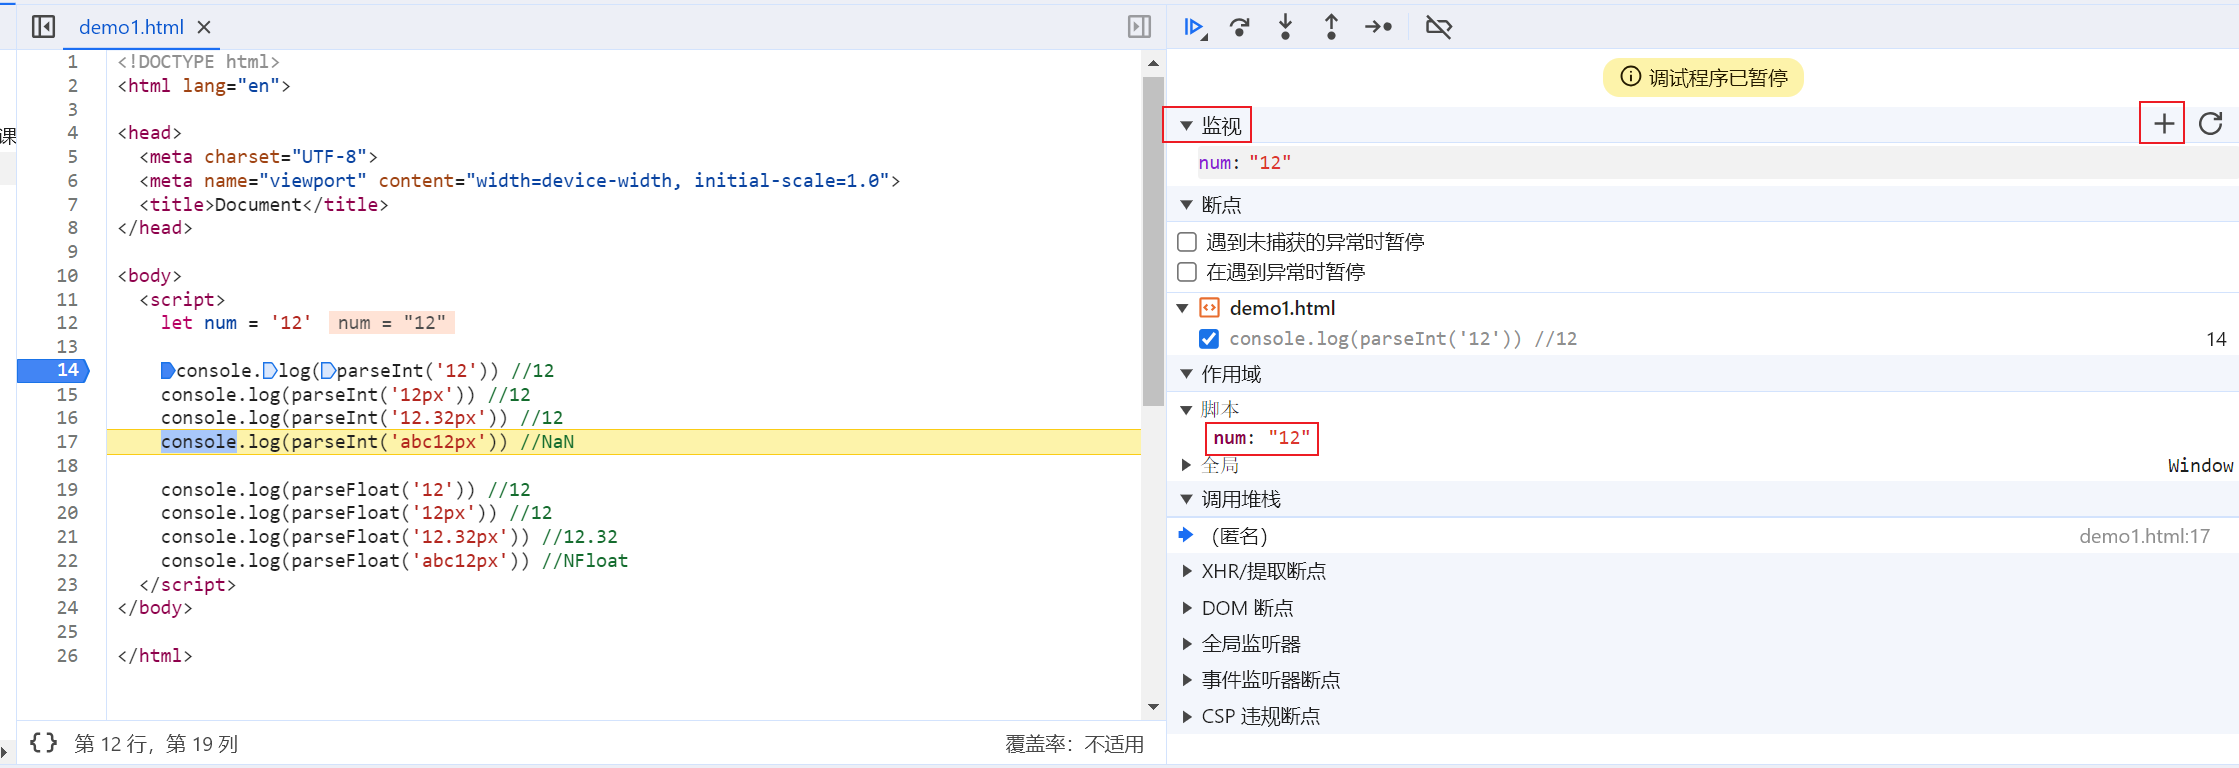 demo1.html
1 <!DOCTYPE html>
2 <html lang="en">
3
4 <head>
5 <meta charset="UTF-8">
6 <meta name="viewport" content="width=device-width, initial-scale=1.0">
7 <title>Document</title>
8 </head>
9
10 <body>
11 <script>
12 let num = '12' num = "12"
13
14 console.log(parseInt('12')) //12
15 console.log(parseInt('12px')) //12
16 console.log(parseInt('12.32px')) //12
17 console.log(parseInt('abc12px')) //NaN
18
19 console.log(parseFloat('12')) //12
20 console.log(parseFloat('12px')) //12
21 console.log(parseFloat('12.32px')) //12.32
22 console.log(parseFloat('abc12px')) //NFloat
23 </script>
24 </body>
25
26 </html>
{} 第 12 行，第 19 列
覆盖率：不适用
课
调试程序已暂停
监视
num: "12"
断点
遇到未捕获的异常时暂停
在遇到异常时暂停
demo1.html
console.log(parseInt('12')) //12 14
作用域
脚本
num: "12"
全局 Window
调用堆栈
（匿名） demo1.html:17
XHR/提取断点
DOM 断点
全局监听器
事件监听器断点
CSP 违规断点